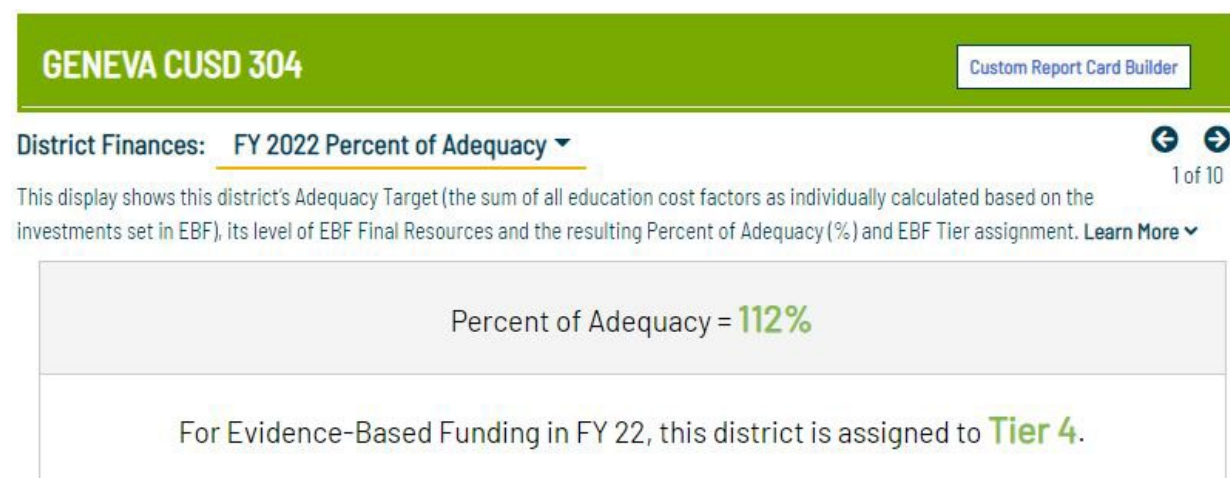 GENEVA CUSD 304
Custom Report Card Builder
District Finances: FY 2022 Percent of Adequacy
1 of 10
This display shows this district's Adequacy Target (the sum of all education cost factors as individually calculated based on the
investments set in EBF), its level of EBF Final Resources and the resulting Percent of Adequacy (%) and EBF Tier assignment. Learn More
Percent of Adequacy = 112%
For Evidence-Based Funding in FY 22, this district is assigned to Tier 4.